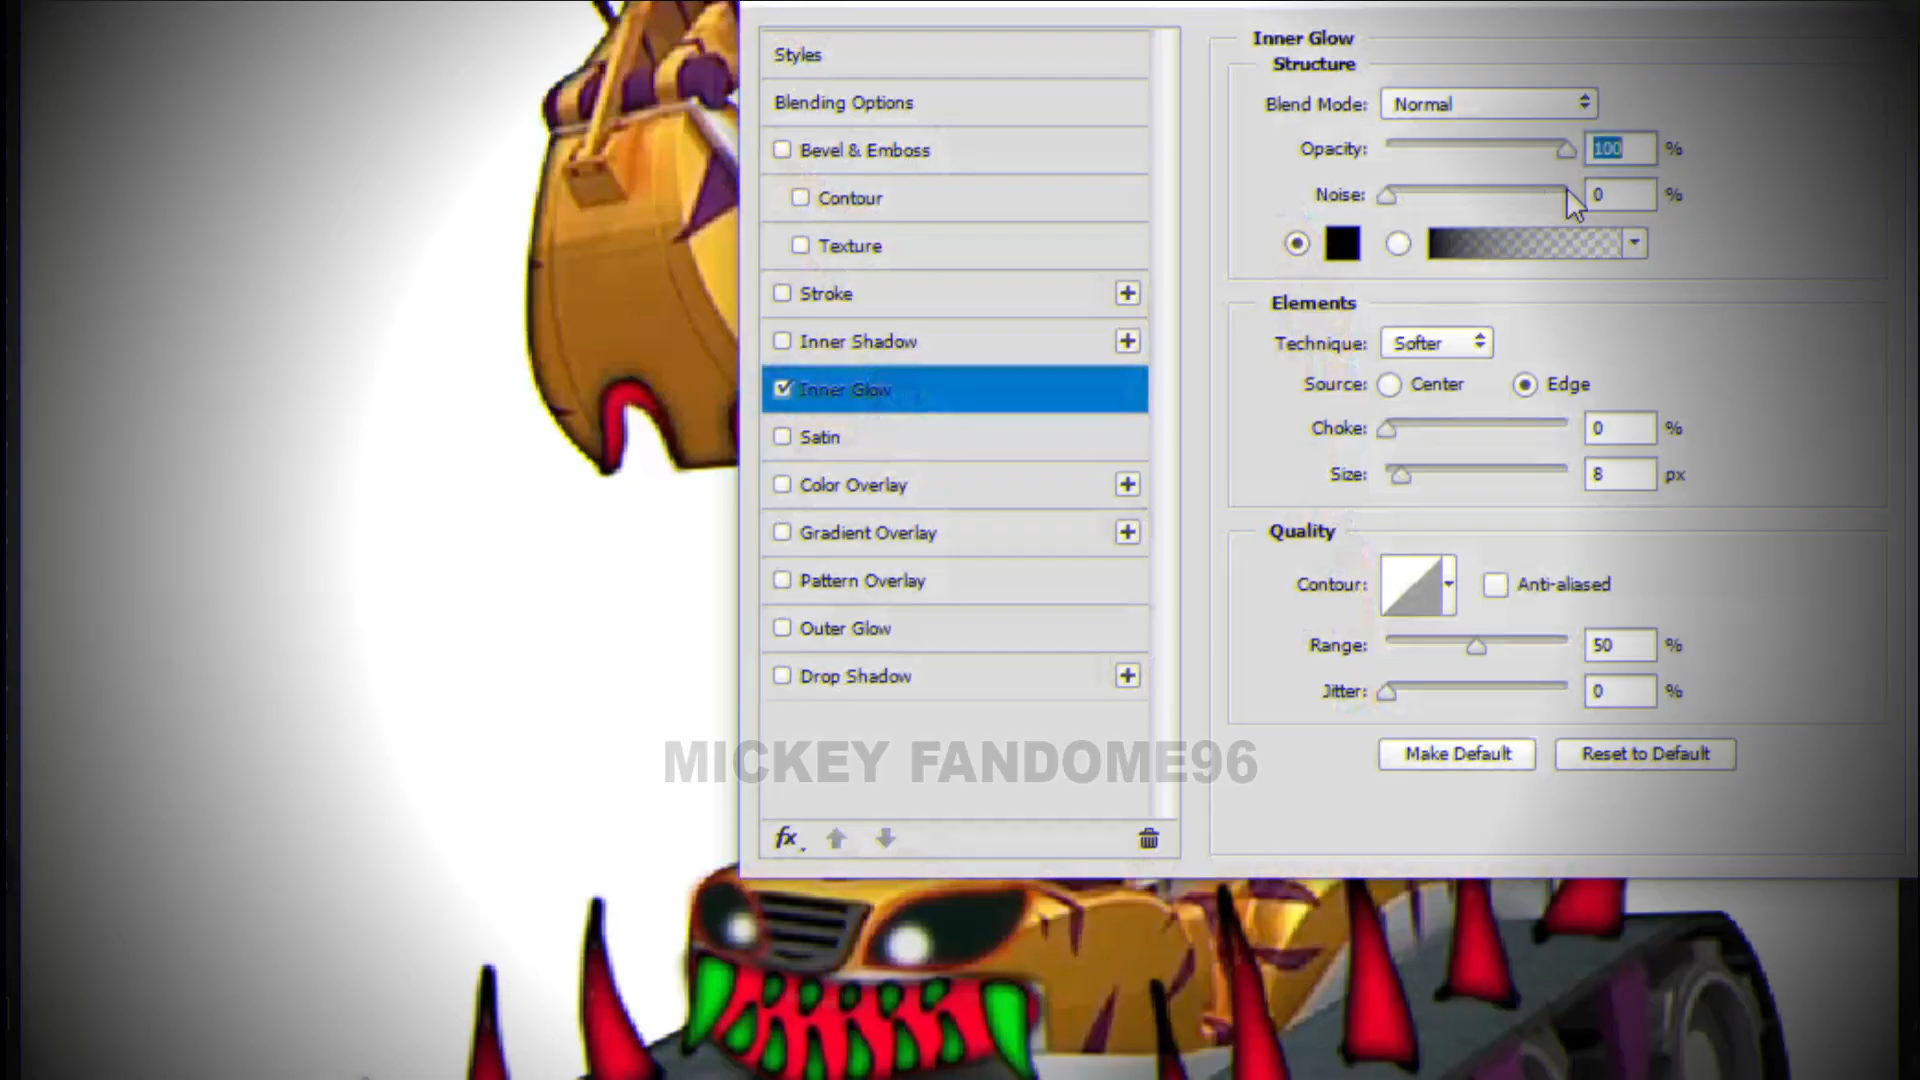 Styles
Blending Options
Bevel & Emboss
Contour
Texture
Stroke
Inner Shadow
Inner Glow
Satin
Color Overlay
Gradient Overlay
Pattern Overlay
Outer Glow
Drop Shadow
fx
Inner Glow
Structure
Blend Mode: Normal
Opacity: 100 %
Noise: 0 %
Elements
Technique: Softer
Source: Center Edge
Choke: 0 %
Size: 8 px
Quality
Contour: Anti-aliased
Range: 50 %
Jitter: 0 %
Make Default Reset to Default
MICKEY FANDOME96